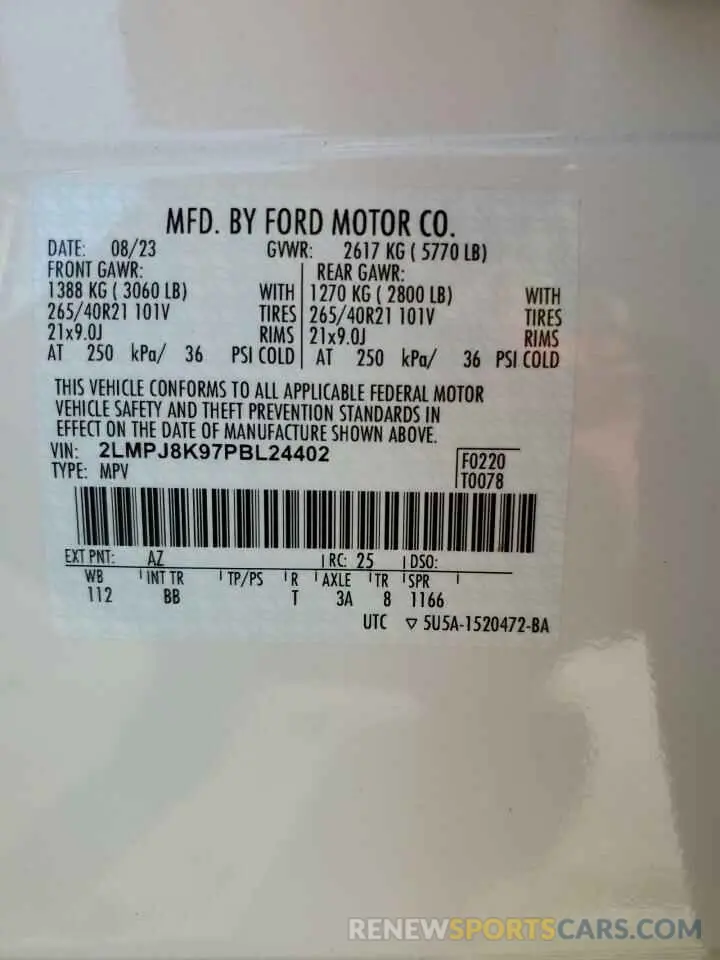 MFD. BY FORD MOTOR CO.
DATE: 08/23 GVWR: 2617 KG ( 5770 LB)
FRONT GAWR: REAR GAWR:
1388 KG ( 3060 LB) WITH 1270 KG ( 2800 LB) WITH
265/40R21 101V TIRES 265/40R21 101V TIRES
21x9.0J RIMS 21x9.0J RIMS
AT 250 kPa/ 36 PSI COLD AT 250 kPa/ 36 PSI COLD
THIS VEHICLE CONFORMS TO ALL APPLICABLE FEDERAL MOTOR
VEHICLE SAFETY AND THEFT PREVENTION STANDARDS IN
EFFECT ON THE DATE OF MANUFACTURE SHOWN ABOVE.
VIN: 2LMPJ8K97PBL24402 F0220
TYPE: MPV T0078
EXT PNT: AZ RC: 25 DSO:
WB INT TR TP/PS R AXLE TR SPR
112 BB T 3A 8 1166
UTC ▽ 5U5A-1520472-BA
RENEWSPORTSCARS.COM